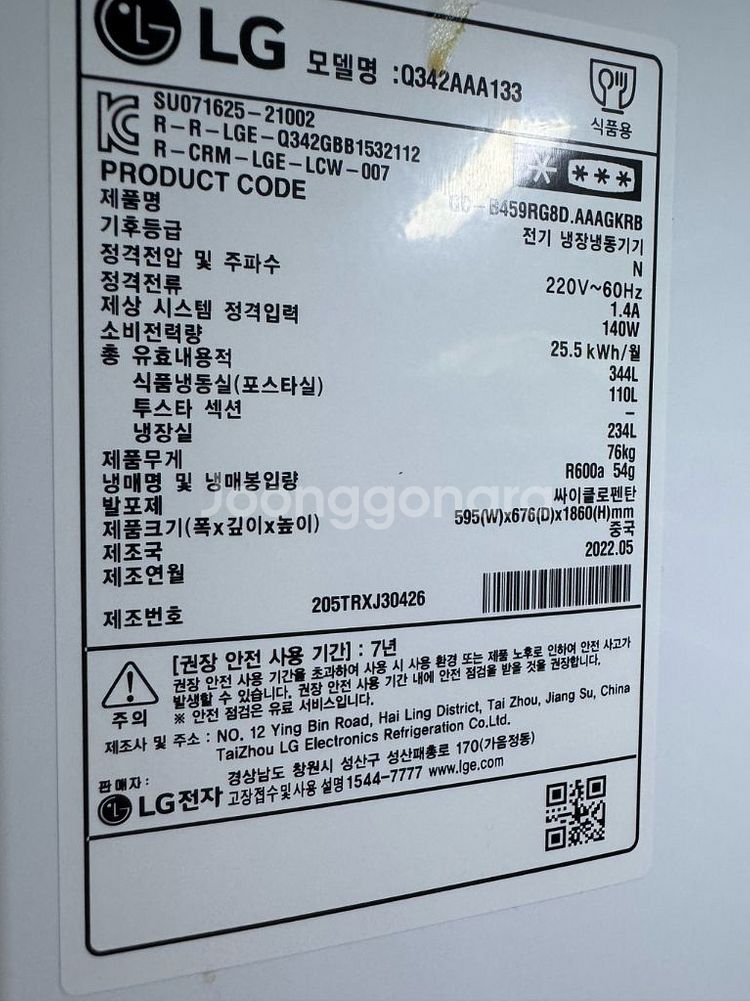 LG 모델명 :Q342AAA133
식품용
SU071625-21002
R-R-LGE-Q342GBB1532112
R-CRM-LGE-LCW-007
PRODUCT CODE B459RG8D.AAAGKRB
제품명 전기 냉장냉동기기
기후등급 N
정격전압 및 주파수 220V~60Hz
정격전류 1.4A
제상 시스템 정격입력 140W
소비전력량 25.5 kWh/월
총 유효내용적 344L
식품냉동실(포스타실) 110L
투스타 섹션 –
냉장실 234L
제품무게 76kg
냉매명 및 냉매봉입량 R600a 54g
발포제 싸이클로펜탄
제품크기(폭x깊이x높이) 595(W)x676(D)x1860(H)mm
제조국 중국
제조연월 2022.05
제조번호 205TRXJ30426
Joonggonara
주의
[권장 안전 사용 기간] : 7년
권장 안전 사용 기간을 초과하여 사용 시 사용 환경 또는 제품 노후로 인하여 안전 사고가
발생할 수 있습니다. 권장 안전 사용 기간 내에 안전 점검을 받을 것을 권장합니다.
※ 안전 점검은 유료 서비스입니다.
제조사 및 주소 : NO. 12 Ying Bin Road, Hai Ling District, Tai Zhou, Jiang Su, China
TaiZhou LG Electronics Refrigeration Co.Ltd.
판매자 : 경상남도 창원시 성산구 성산패총로 170(가음정동)
LG전자 고장접수및사용 설명 1544-7777 www.lge.com